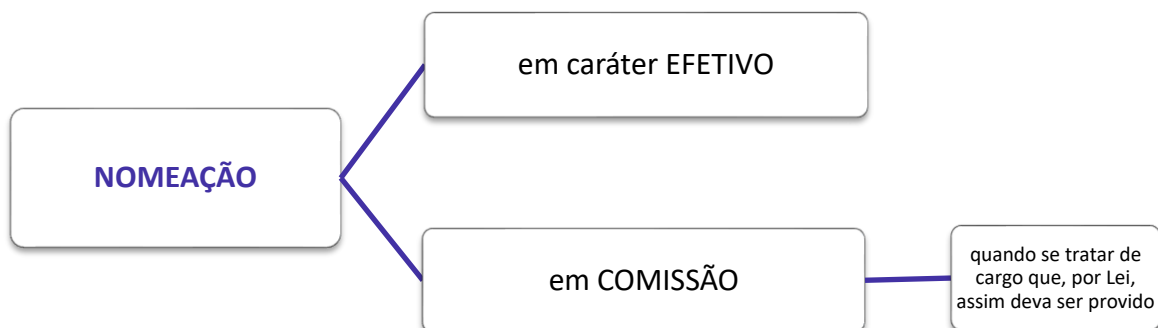 em caráter EFETIVO
NOMEAÇÃO
em COMISSÃO
quando se tratar de
cargo que, por Lei,
assim deva ser provido